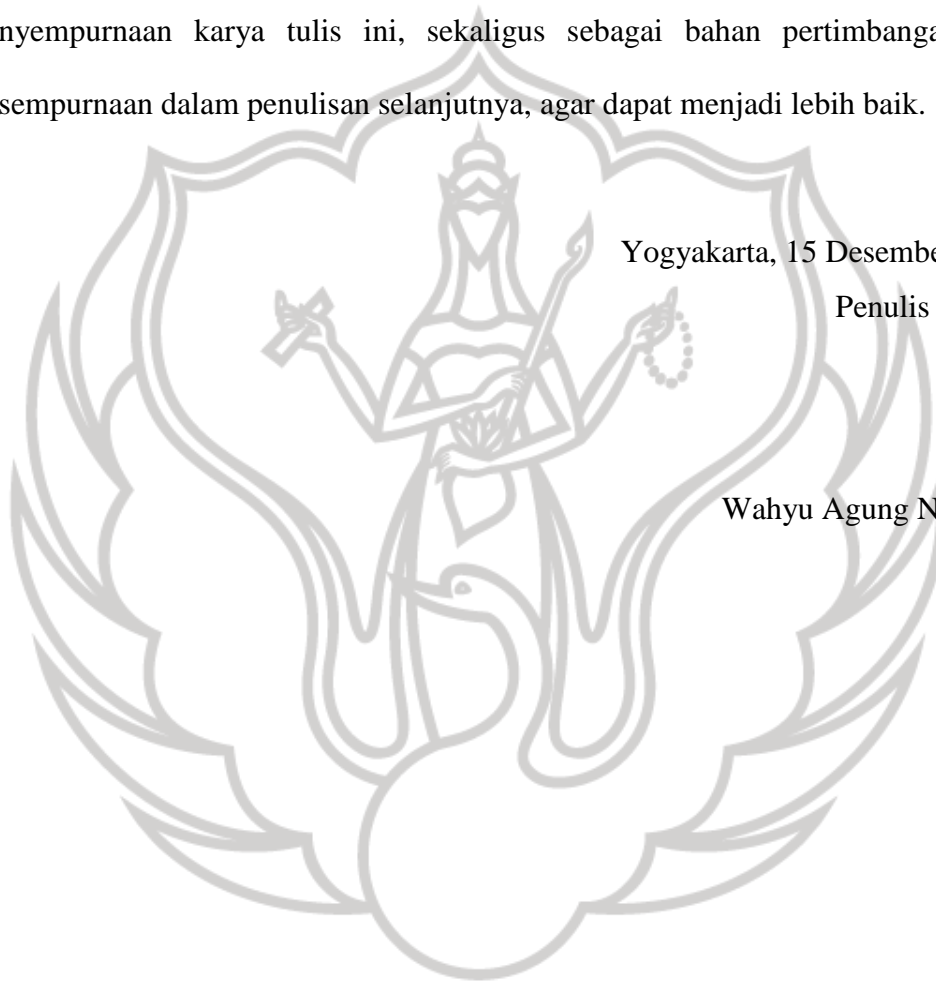 nyempurnaan karya tulis ini, sekaligus sebagai bahan pertimbanga
sempurnaan dalam penulisan selanjutnya, agar dapat menjadi lebih baik.
Yogyakarta, 15 Desembe
Penulis
Wahyu Agung N